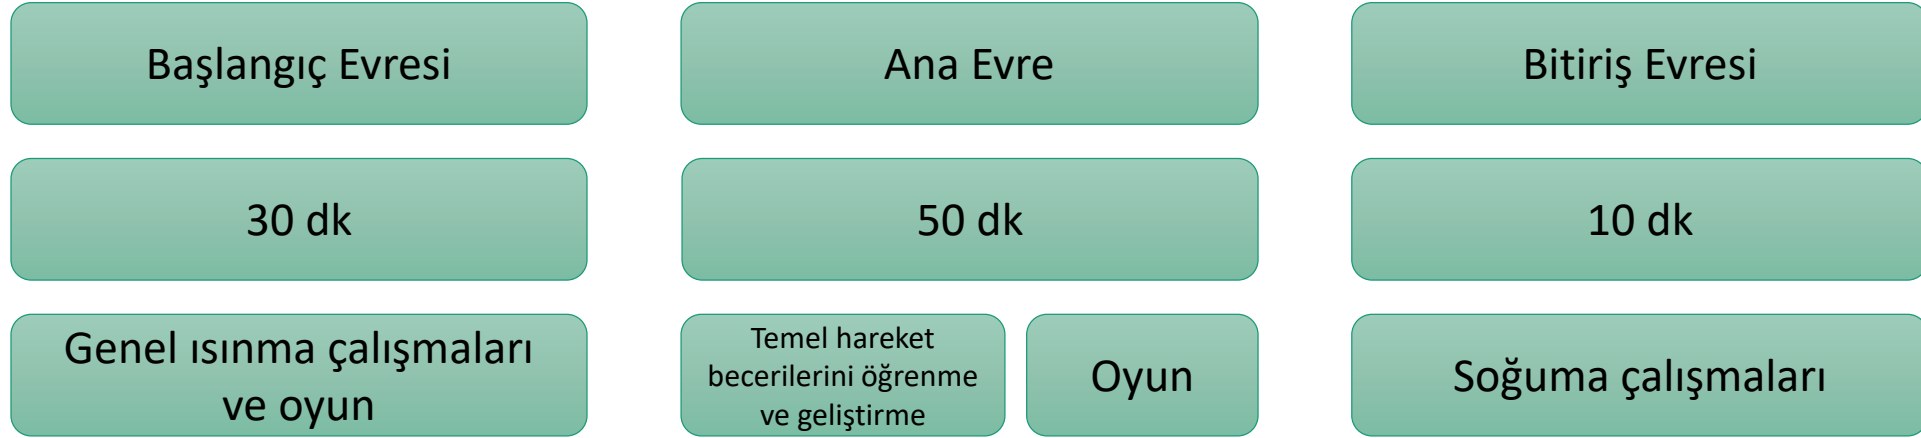 Başlangıç Evresi
Ana Evre
Bitiriş Evresi
30 dk
50 dk
10 dk
Genel ısınma çalışmaları
ve oyun
Temel hareket
becerilerini öğrenme
ve geliştirme
Oyun
Soğuma çalışmaları